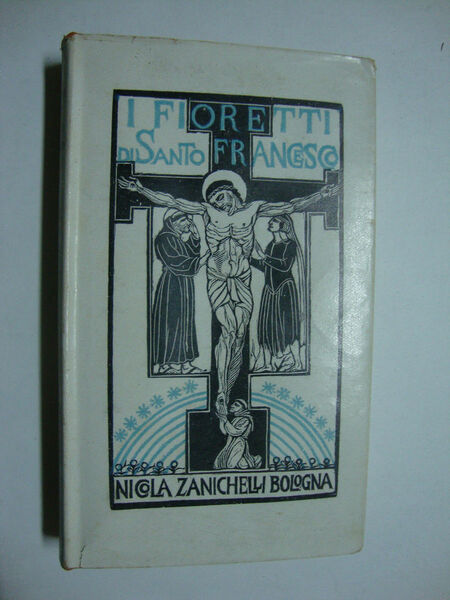 I FIORETTI
DI SANTO FRANCESCO
NICOLA ZANICHELLI BOLOGNA